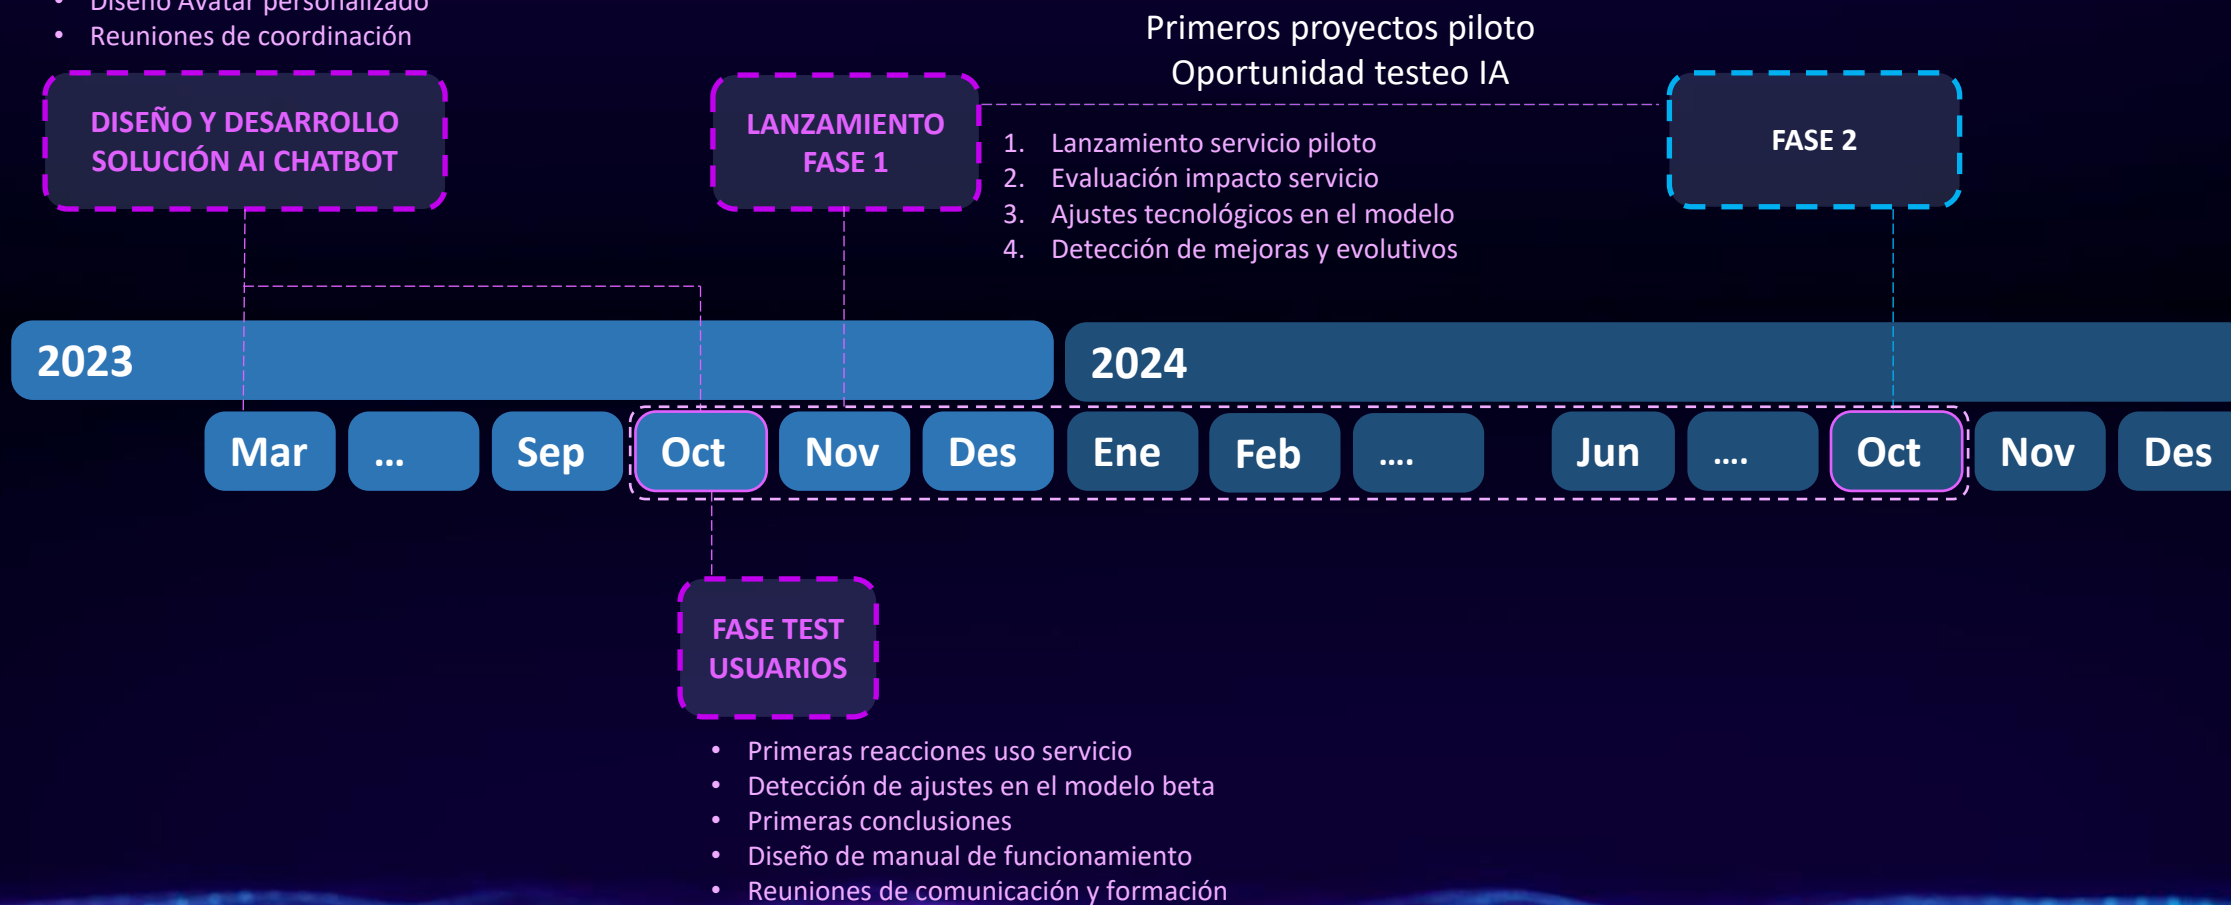 • Diseño Avatar personalizado
• Reuniones de coordinación
DISEÑO Y DESARROLLO
SOLUCIÓN AI CHATBOT
LANZAMIENTO
FASE 1
Primeros proyectos piloto
Oportunidad testeo IA
1. Lanzamiento servicio piloto
2. Evaluación impacto servicio
3. Ajustes tecnológicos en el modelo
4. Detección de mejoras y evolutivos
FASE 2
2023
2024
Mar
...
Sep
Oct
Nov
Des
Ene
Feb
....
Jun
....
Oct
Nov
Des
FASE TEST
USUARIOS
• Primeras reacciones uso servicio
• Detección de ajustes en el modelo beta
• Primeras conclusiones
• Diseño de manual de funcionamiento
• Reuniones de comunicación y formación